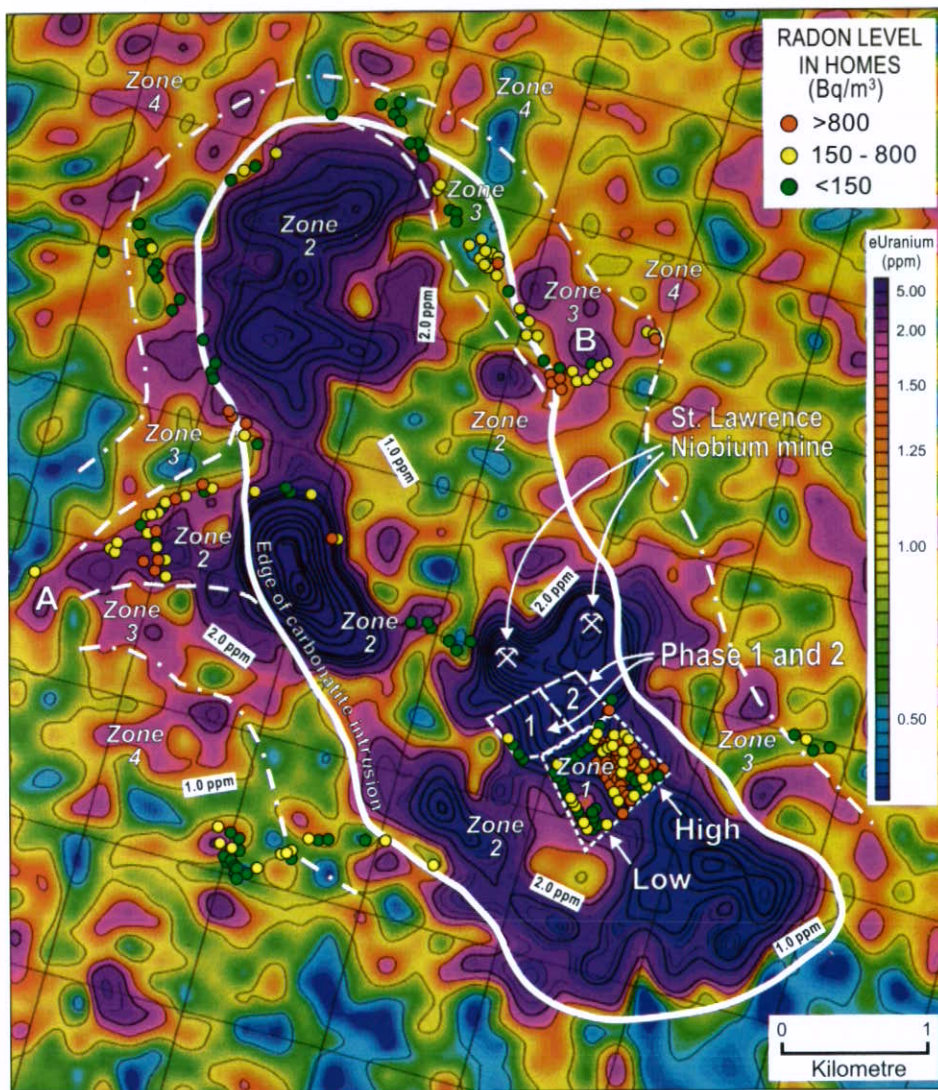 RADON LEVEL
IN HOMES
(Bq/m³)
>800
150 - 800
<150
eUranium
(ppm)
5.00
2.00
1.50
1.25
1.00
0.50
Zone
4
Zone
4
Zone
2
Zone
3
Zone
3
Zone
4
2.0 ppm
B
Zone
2
St. Lawrence
Niobium mine
Zone
3
1.0 ppm
Zone
2
A
Zone
3
2.0 ppm
Edge of carbonatite intrusion
Zone
2
2.0 ppm
Phase 1 and 2
1
2
Zone
1
Zone
3
Zone
4
1.0 ppm
High
Low
Zone
2
2.0 ppm
1.0 ppm
0 1
Kilometre